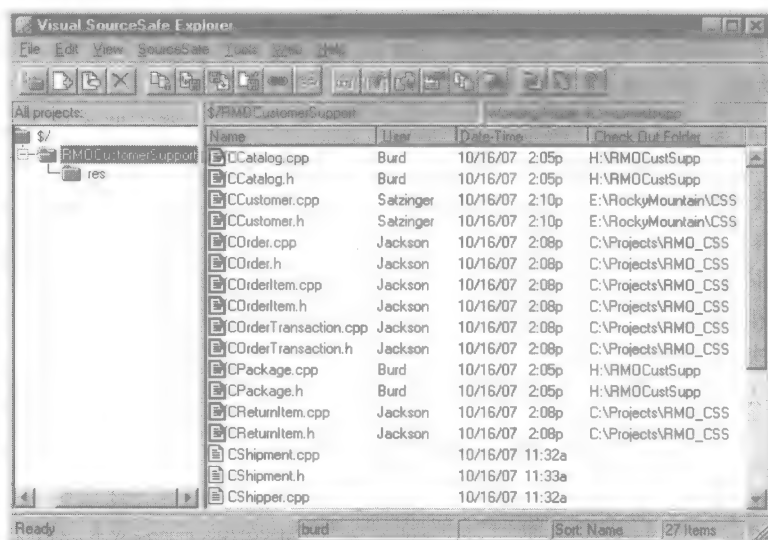 Visual SourceSafe Explorer
File Edit View SourceSafe Tools Web Help
All projects:
$/RMOCustomerSupport
$/
RMOCustomerSupport
res
Name User Date-Time Check Out Folder
CCatalog.cpp Burd 10/16/07 2:05p H:\RMOCustSupp
CCatalog.h Burd 10/16/07 2:05p H:\RMOCustSupp
CCustomer.cpp Satzinger 10/16/07 2:10p E:\RockyMountain\CSS
CCustomer.h Satzinger 10/16/07 2:10p E:\RockyMountain\CSS
COrder.cpp Jackson 10/16/07 2:08p C:\Projects\RMO_CSS
COrder.h Jackson 10/16/07 2:08p C:\Projects\RMO_CSS
COrderItem.cpp Jackson 10/16/07 2:08p C:\Projects\RMO_CSS
COrderItem.h Jackson 10/16/07 2:08p C:\Projects\RMO_CSS
COrderTransaction.cpp Jackson 10/16/07 2:08p C:\Projects\RMO_CSS
COrderTransaction.h Jackson 10/16/07 2:08p C:\Projects\RMO_CSS
CPackage.cpp Burd 10/16/07 2:05p H:\RMOCustSupp
CPackage.h Burd 10/16/07 2:05p H:\RMOCustSupp
CReturnItem.cpp Jackson 10/16/07 2:08p C:\Projects\RMO_CSS
CReturnItem.h Jackson 10/16/07 2:08p C:\Projects\RMO_CSS
CShipment.cpp 10/16/07 11:32a
CShipment.h 10/16/07 11:33a
CShipper.cpp 10/16/07 11:32a
Ready burd Sort: Name 27 Items